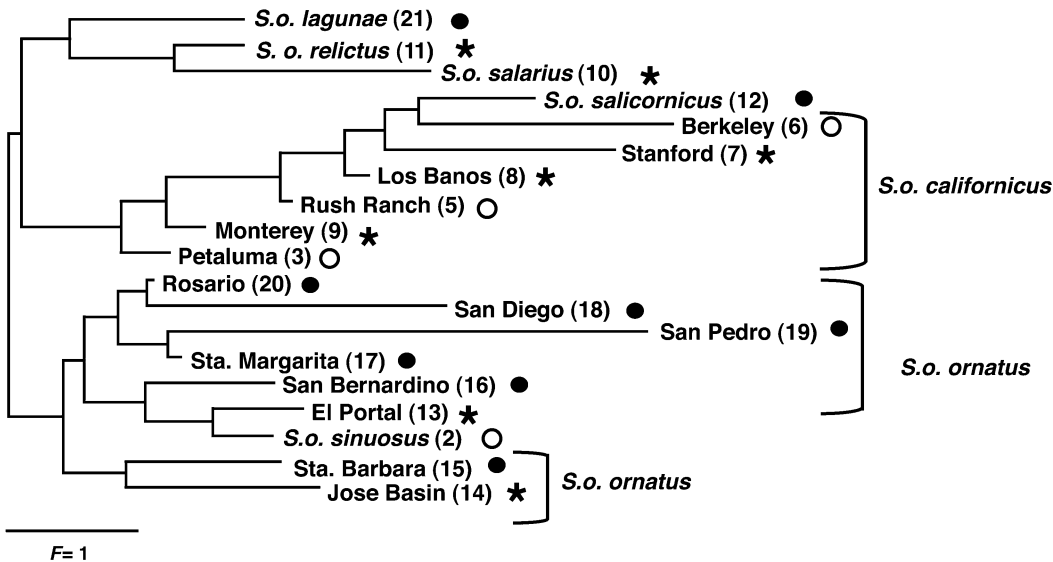 S.o. lagunae (21)
S. o. relictus (11)
S.o. salarius (10)
S.o. salicornicus (12)
Berkeley (6)
Stanford (7)
Los Banos (8)
S.o. californicus
Rush Ranch (5)
Monterey (9)
Petaluma (3)
Rosario (20)
San Diego (18)
San Pedro (19)
Sta. Margarita (17)
S.o. ornatus
San Bernardino (16)
El Portal (13)
S.o. sinuosus (2)
Sta. Barbara (15)
S.o. ornatus
Jose Basin (14)
F= 1